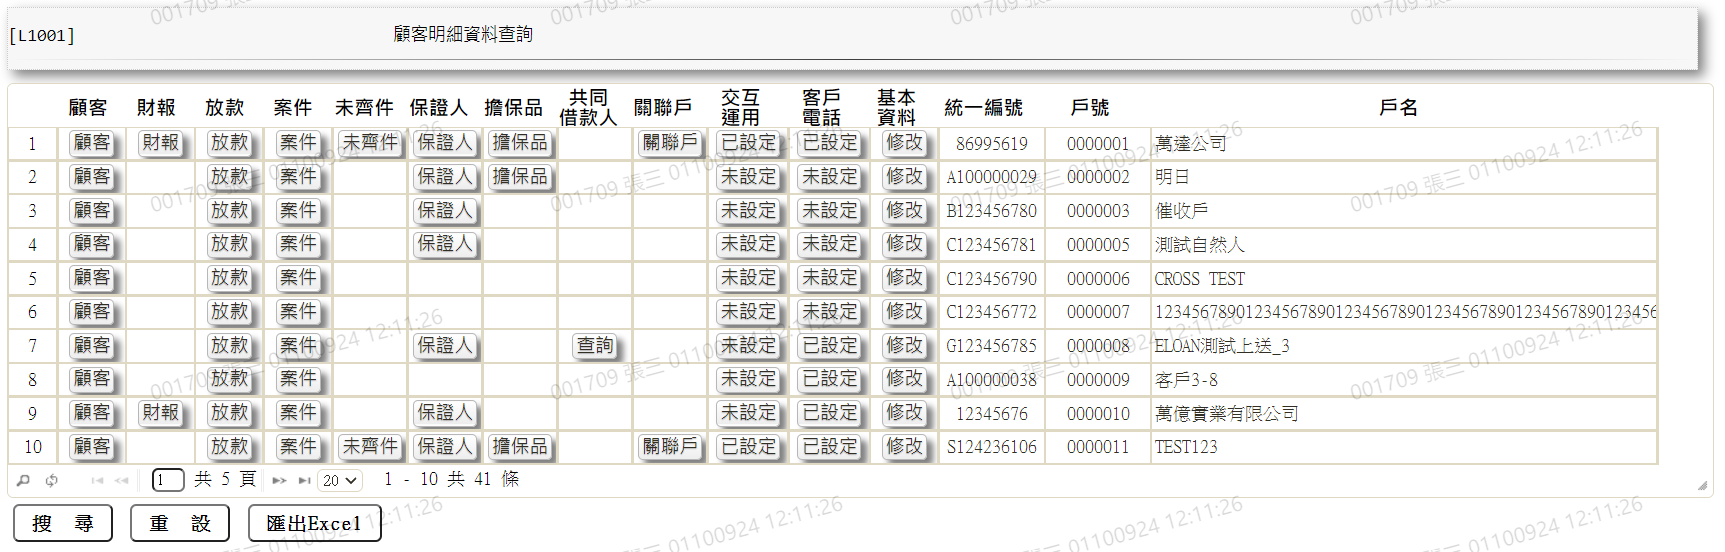 [L1001] 顧客明細資料查詢
顧客 財報 放款 案件 未齊件 保證人 擔保品 共同借款人 關聯戶 交互運用 客戶電話 基本資料 統一編號 戶號 戶名
1 顧客 財報 放款 案件 未齊件 保證人 擔保品 關聯戶 已設定 已設定 修改 86995619 0000001 萬達公司
2 顧客 放款 案件 保證人 擔保品 未設定 未設定 修改 A100000029 0000002 明日
3 顧客 放款 案件 保證人 未設定 未設定 修改 B123456780 0000003 催收戶
4 顧客 放款 案件 保證人 未設定 未設定 修改 C123456781 0000005 測試自然人
5 顧客 放款 案件 未設定 未設定 修改 C123456790 0000006 CROSS TEST
6 顧客 放款 案件 未設定 未設定 修改 C123456772 0000007 12345678901234567890123456789012345678901234567890123456
7 顧客 放款 案件 保證人 查詢 未設定 已設定 修改 G123456785 0000008 ELOAN測試上送_3
8 顧客 放款 案件 未設定 已設定 修改 A100000038 0000009 客戶3-8
9 顧客 財報 放款 案件 保證人 未設定 已設定 修改 12345676 0000010 萬億實業有限公司
10 顧客 放款 案件 未齊件 保證人 擔保品 關聯戶 已設定 已設定 修改 S124236106 0000011 TEST123
1 共 5 頁 20 1 - 10 共 41 條
搜 尋 重 設 匯出Excel
001709 張三 01100924 12:11:26